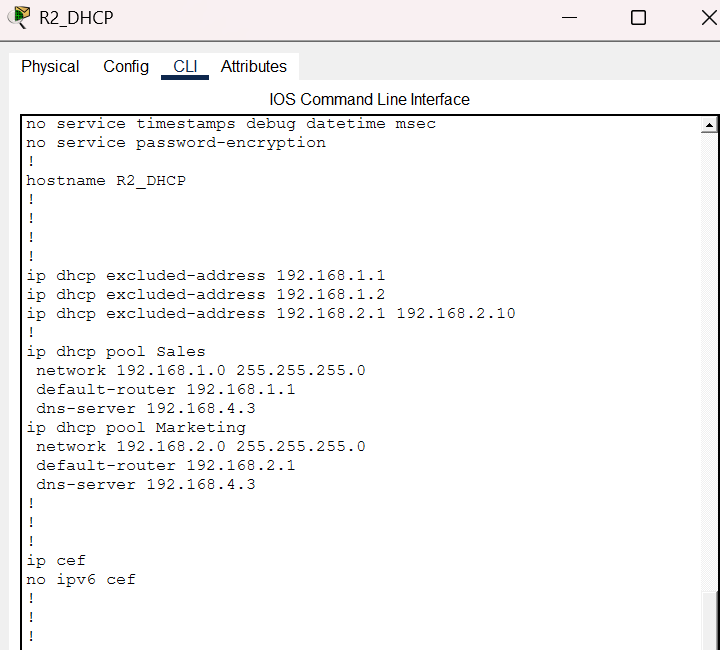 R2_DHCP
Physical Config CLI Attributes
IOS Command Line Interface
no service timestamps debug datetime msec
no service password-encryption
!
hostname R2_DHCP
!
!
!
!
ip dhcp excluded-address 192.168.1.1
ip dhcp excluded-address 192.168.1.2
ip dhcp excluded-address 192.168.2.1 192.168.2.10
!
ip dhcp pool Sales
 network 192.168.1.0 255.255.255.0
 default-router 192.168.1.1
 dns-server 192.168.4.3
ip dhcp pool Marketing
 network 192.168.2.0 255.255.255.0
 default-router 192.168.2.1
 dns-server 192.168.4.3
!
!
!
ip cef
no ipv6 cef
!
!
!